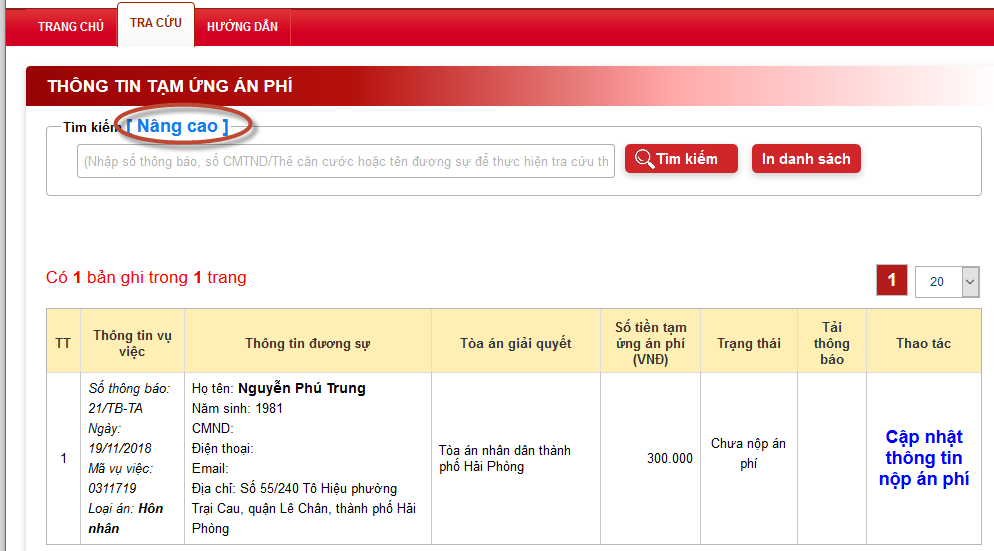 TRANG CHỦ TRA CỨU HƯỚNG DẪN
THÔNG TIN TẠM ỨNG ÁN PHÍ
Tìm kiếm [ Nâng cao ]
(Nhập số thông báo, số CMTND/Thẻ căn cước hoặc tên đương sự để thực hiện tra cứu th
Tìm kiếm
In danh sách
Có 1 bản ghi trong 1 trang
1 20
TT
Thông tin vụ
việc
Thông tin đương sự
Tòa án giải quyết
Số tiền tạm
ứng án phí
(VNĐ)
Trạng thái
Tải
thông
báo
Thao tác
1
Số thông báo:
21/TB-TA
Ngày:
19/11/2018
Mã vụ việc:
0311719
Loại án: Hôn
nhân
Họ tên: Nguyễn Phú Trung
Năm sinh: 1981
CMND:
Điện thoại:
Email:
Địa chỉ: Số 55/240 Tô Hiệu phường
Trại Cau, quận Lê Chân, thành phố Hải
Phòng
Tòa án nhân dân thành
phố Hải Phòng
300.000
Chưa nộp án
phí
Cập nhật
thông tin
nộp án phí